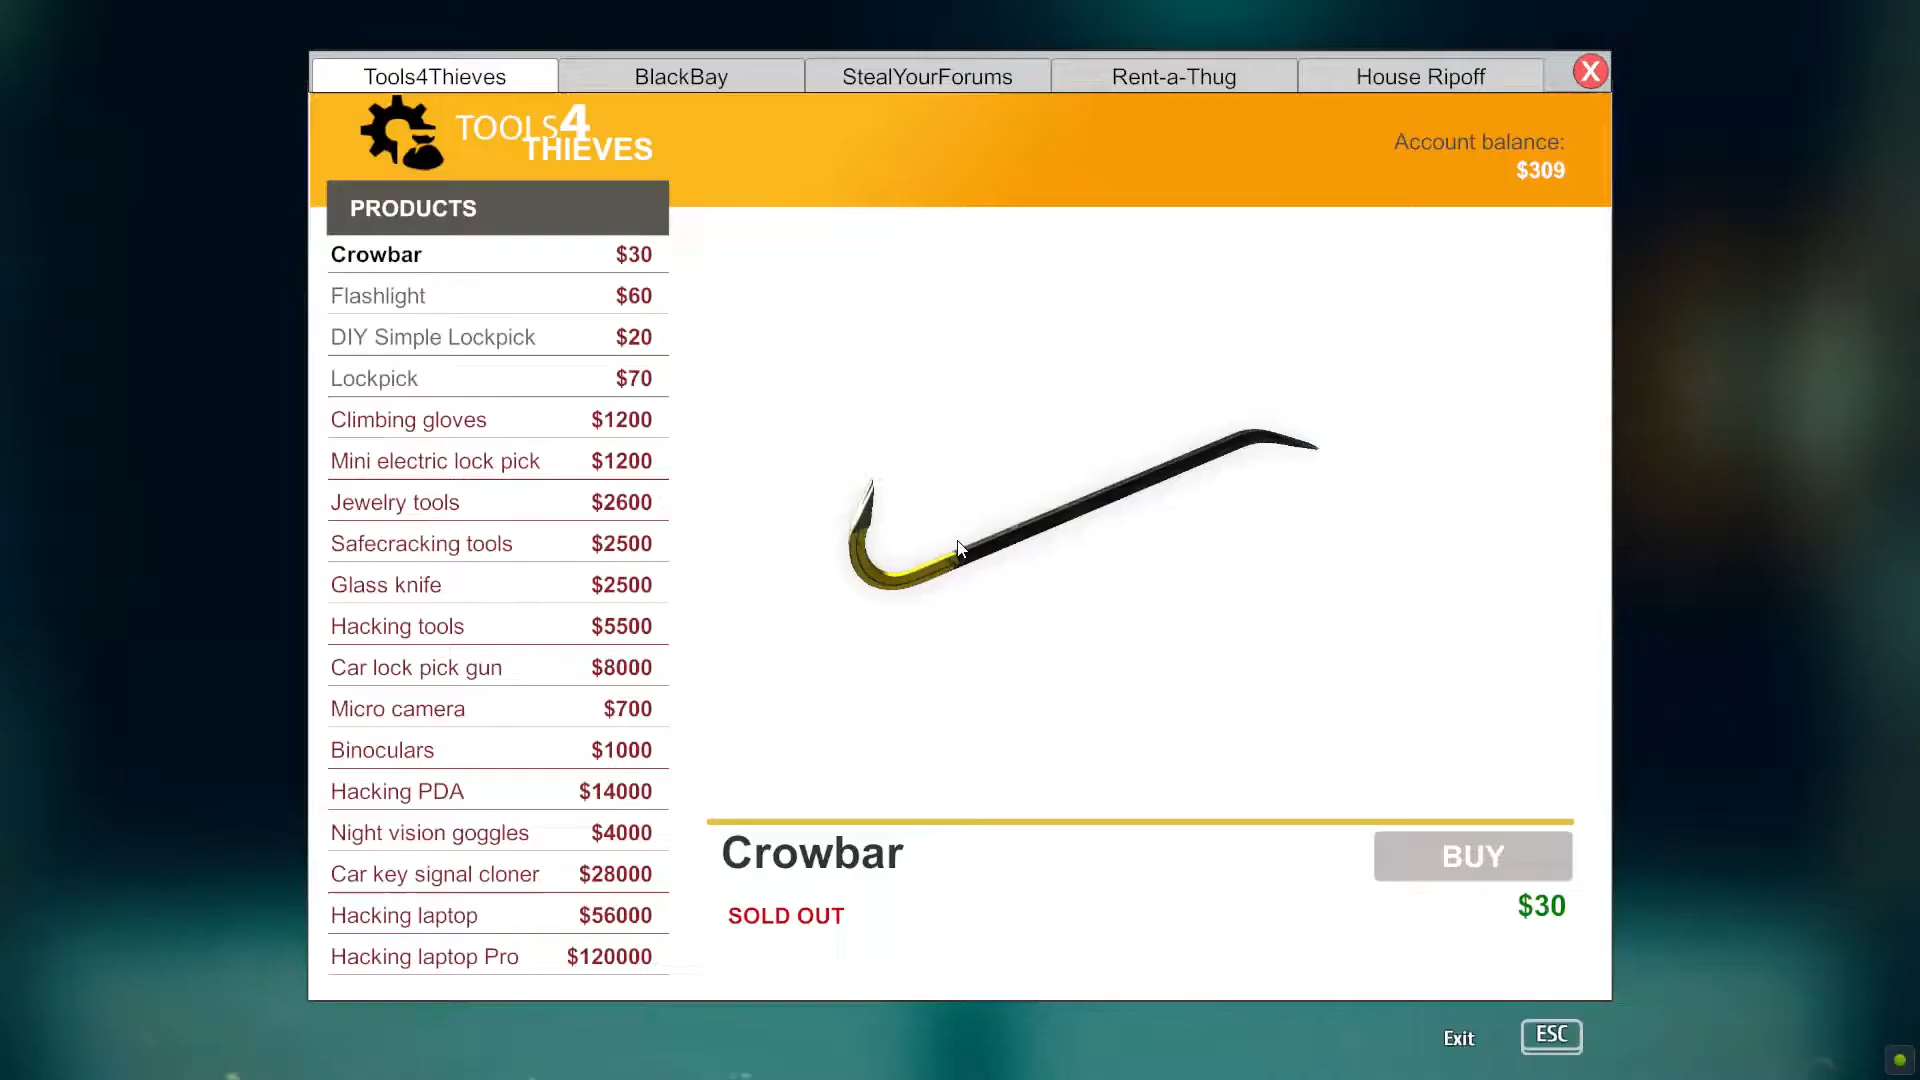 Tools4Thieves
BlackBay
StealYourForums
Rent-a-Thug
House Ripoff
X
TOOLS4
THIEVES
Account balance:
$309
PRODUCTS
Crowbar $30
Flashlight $60
DIY Simple Lockpick $20
Lockpick $70
Climbing gloves $1200
Mini electric lock pick $1200
Jewelry tools $2600
Safecracking tools $2500
Glass knife $2500
Hacking tools $5500
Car lock pick gun $8000
Micro camera $700
Binoculars $1000
Hacking PDA $14000
Night vision goggles $4000
Car key signal cloner $28000
Hacking laptop $56000
Hacking laptop Pro $120000
Crowbar
BUY
$30
SOLD OUT
Exit ESC